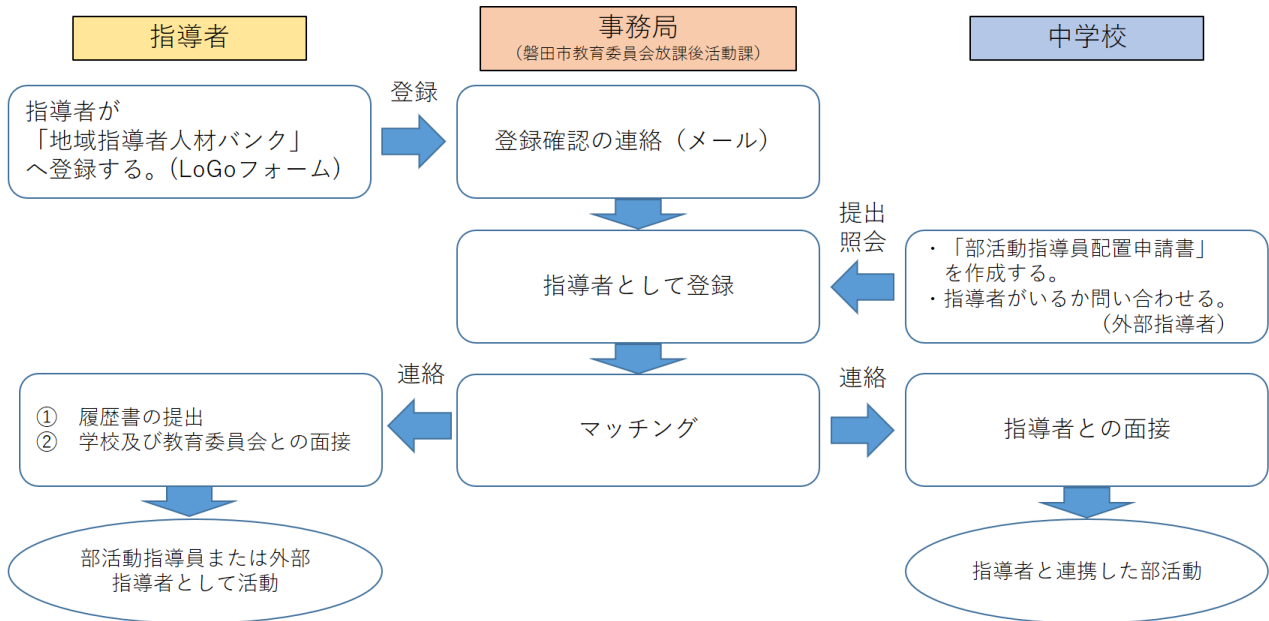 指導者
事務局
（磐田市教育委員会放課後活動課）
中学校
指導者が
「地域指導者人材バンク」
へ登録する。（LoGoフォーム）
登録
登録確認の連絡（メール）
指導者として登録
提出
照会
・「部活動指導員配置申請書」
を作成する。
・指導者がいるか問い合わせる。
（外部指導者）
連絡
マッチング
連絡
① 履歴書の提出
② 学校及び教育委員会との面接
指導者との面接
部活動指導員または外部
指導者として活動
指導者と連携した部活動